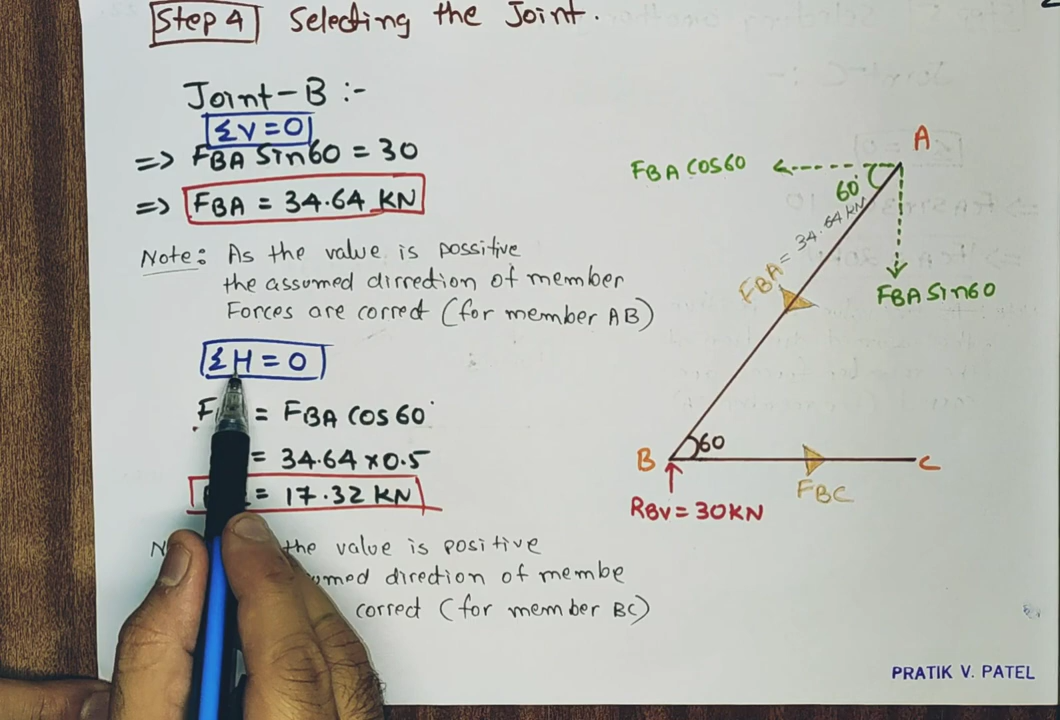 Step 4 Selecting the Joint.
Joint-B :-
ΣV=0
=> FBA Sin60 = 30
=> FBA = 34.64 KN
Note: As the value is possitive
the assumed dirrection of member
Forces are correct (for member AB)
ΣH = 0
F = FBA COS 60°
= 34.64 x 0.5
= 17.32 KN
the value is positive
direction of membe
correct (for member BC)
A
FBA COS60
60°
FBA = 34.64 KN
FBA Sin60
B
60
C
FBC
RBV = 30KN
PRATIK V. PATEL